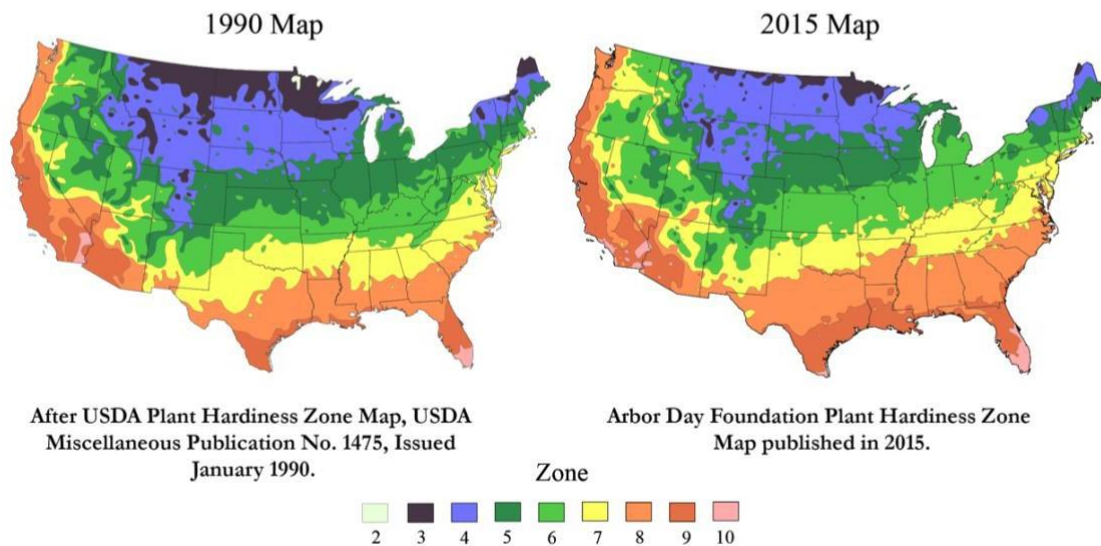 1990 Map
2015 Map
After USDA Plant Hardiness Zone Map, USDA
Miscellaneous Publication No. 1475, Issued
January 1990.
Arbor Day Foundation Plant Hardiness Zone
Map published in 2015.
Zone
2 3 4 5 6 7 8 9 10